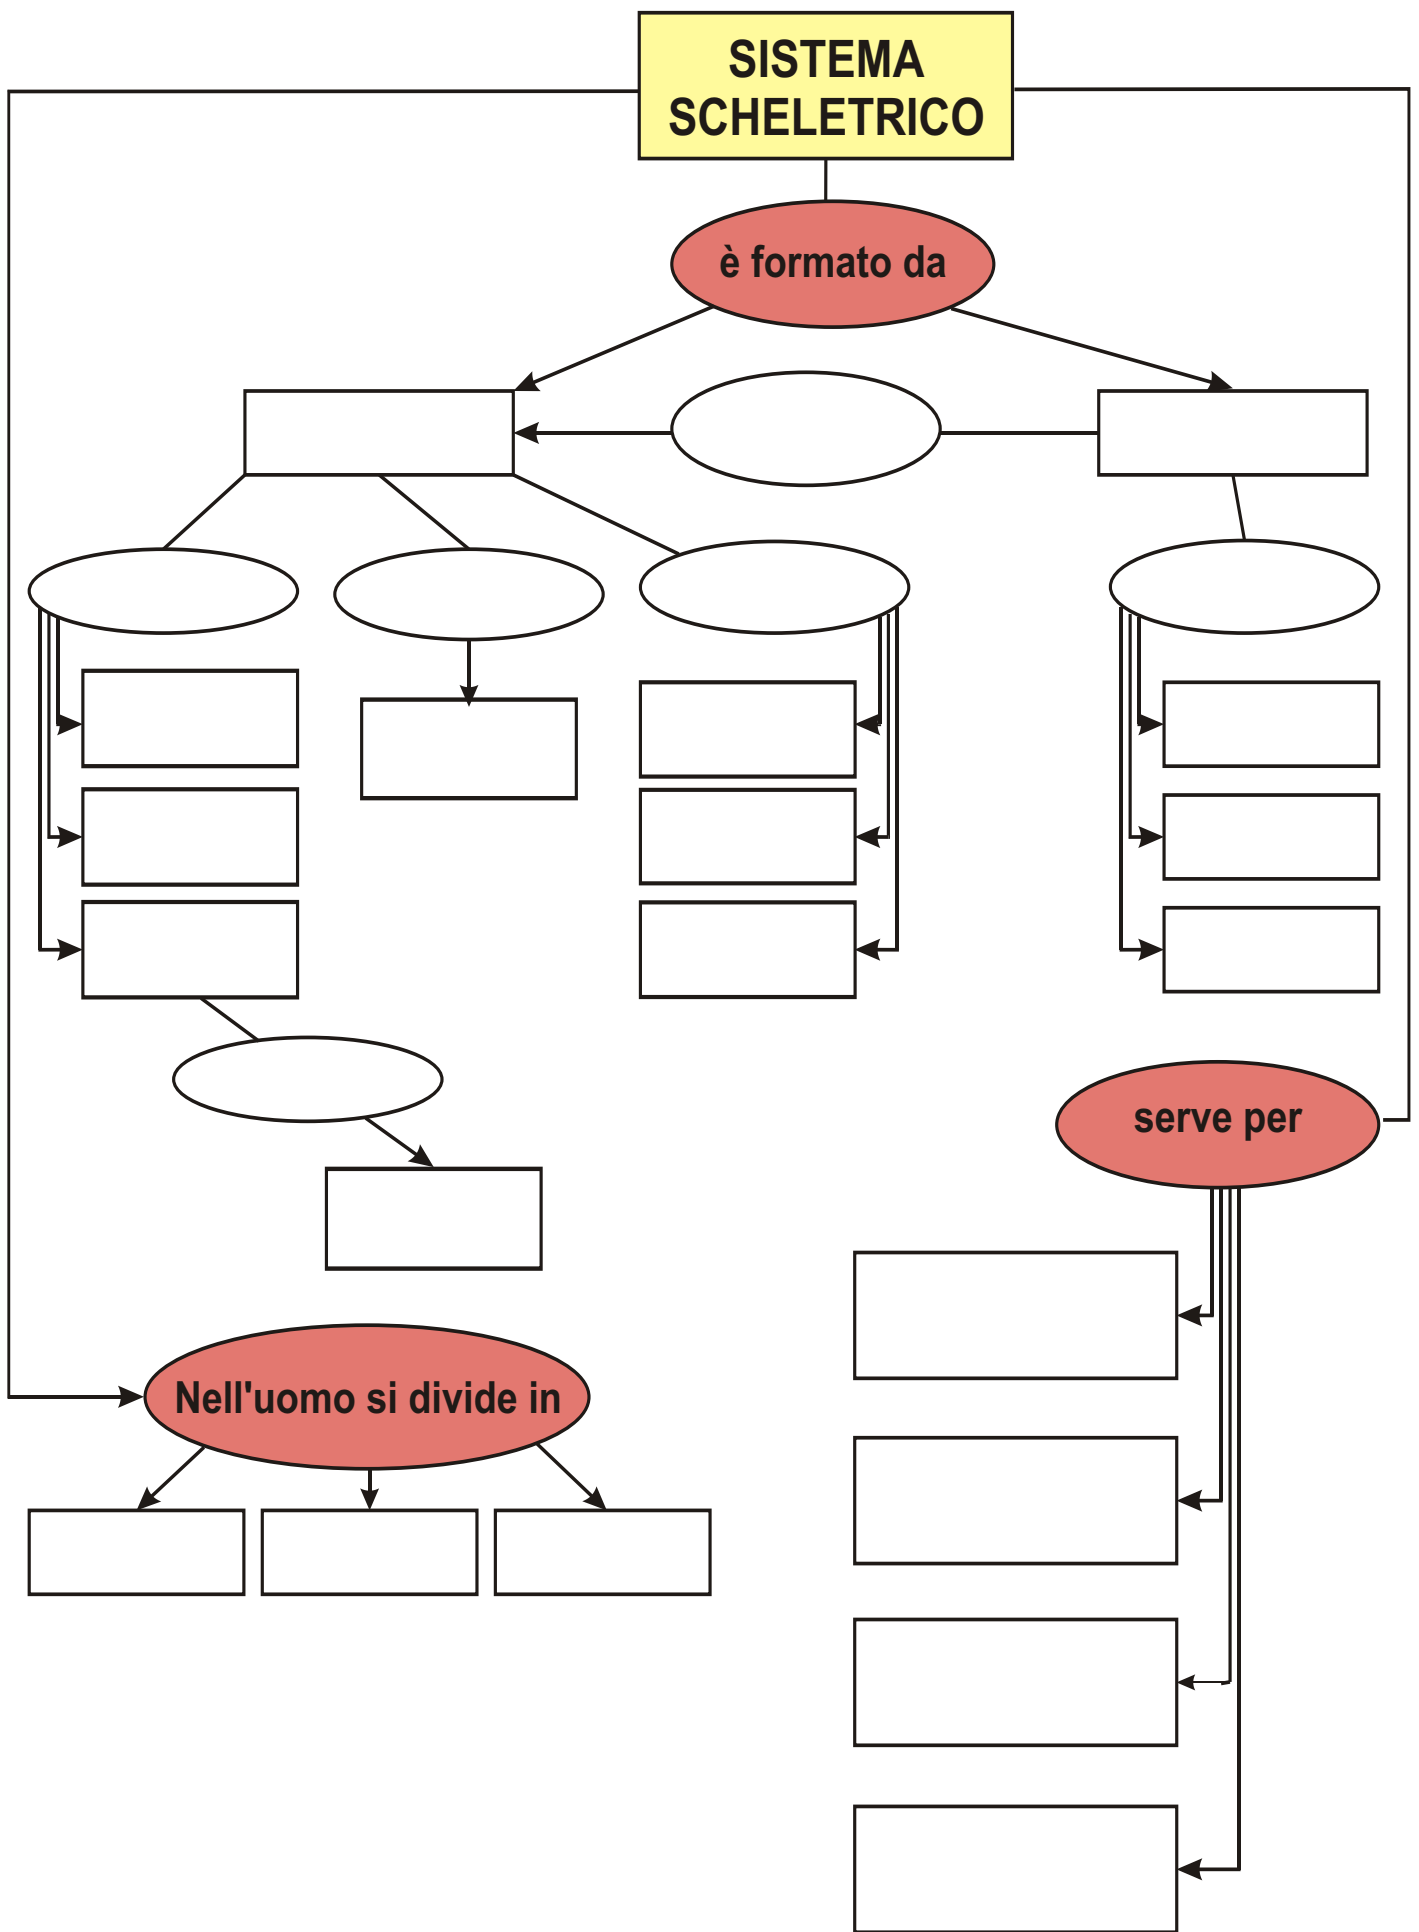 SISTEMA
SCHELETRICO
è formato da
serve per
Nell'uomo si divide in